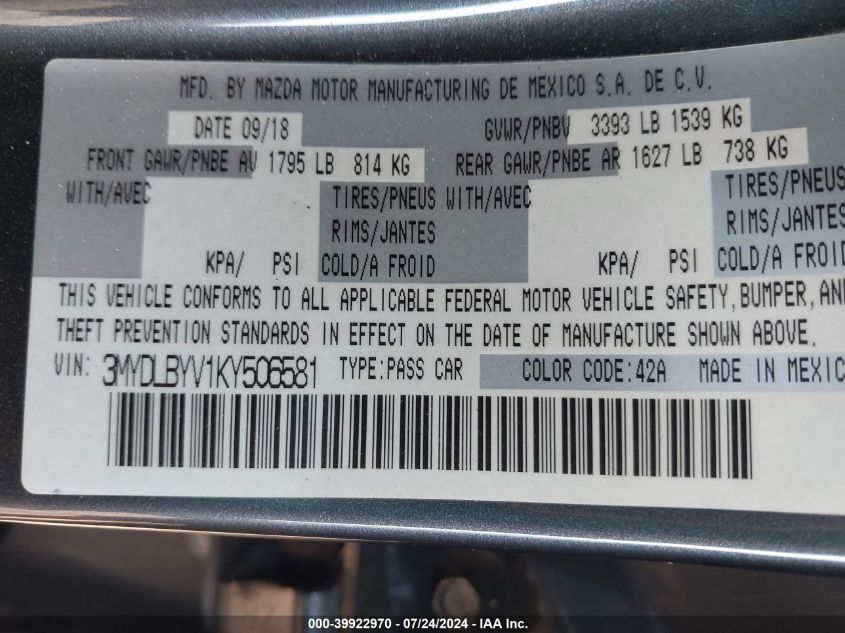 MFD. BY MAZDA MOTOR MANUFACTURING DE MEXICO S.A. DE C.V.
DATE 09/18 GVWR/PNBV 3393 LB 1539 KG
FRONT GAWR/PNBE AV 1795 LB 814 KG REAR GAWR/PNBE AR 1627 LB 738 KG
WITH/AVEC TIRES/PNEUS WITH/AVEC TIRES/PNEUS
RIMS/JANTES RIMS/JANTES
KPA/ PSI COLD/A FROID KPA/ PSI COLD/A FROID
THIS VEHICLE CONFORMS TO ALL APPLICABLE FEDERAL MOTOR VEHICLE SAFETY, BUMPER, AN
THEFT PREVENTION STANDARDS IN EFFECT ON THE DATE OF MANUFACTURE SHOWN ABOVE.
VIN: 3MYDLBYV1KY506581 TYPE:PASS CAR COLOR CODE:42A MADE IN MEXIC
000-39922970 / 07/24/2024 - IAA Inc.